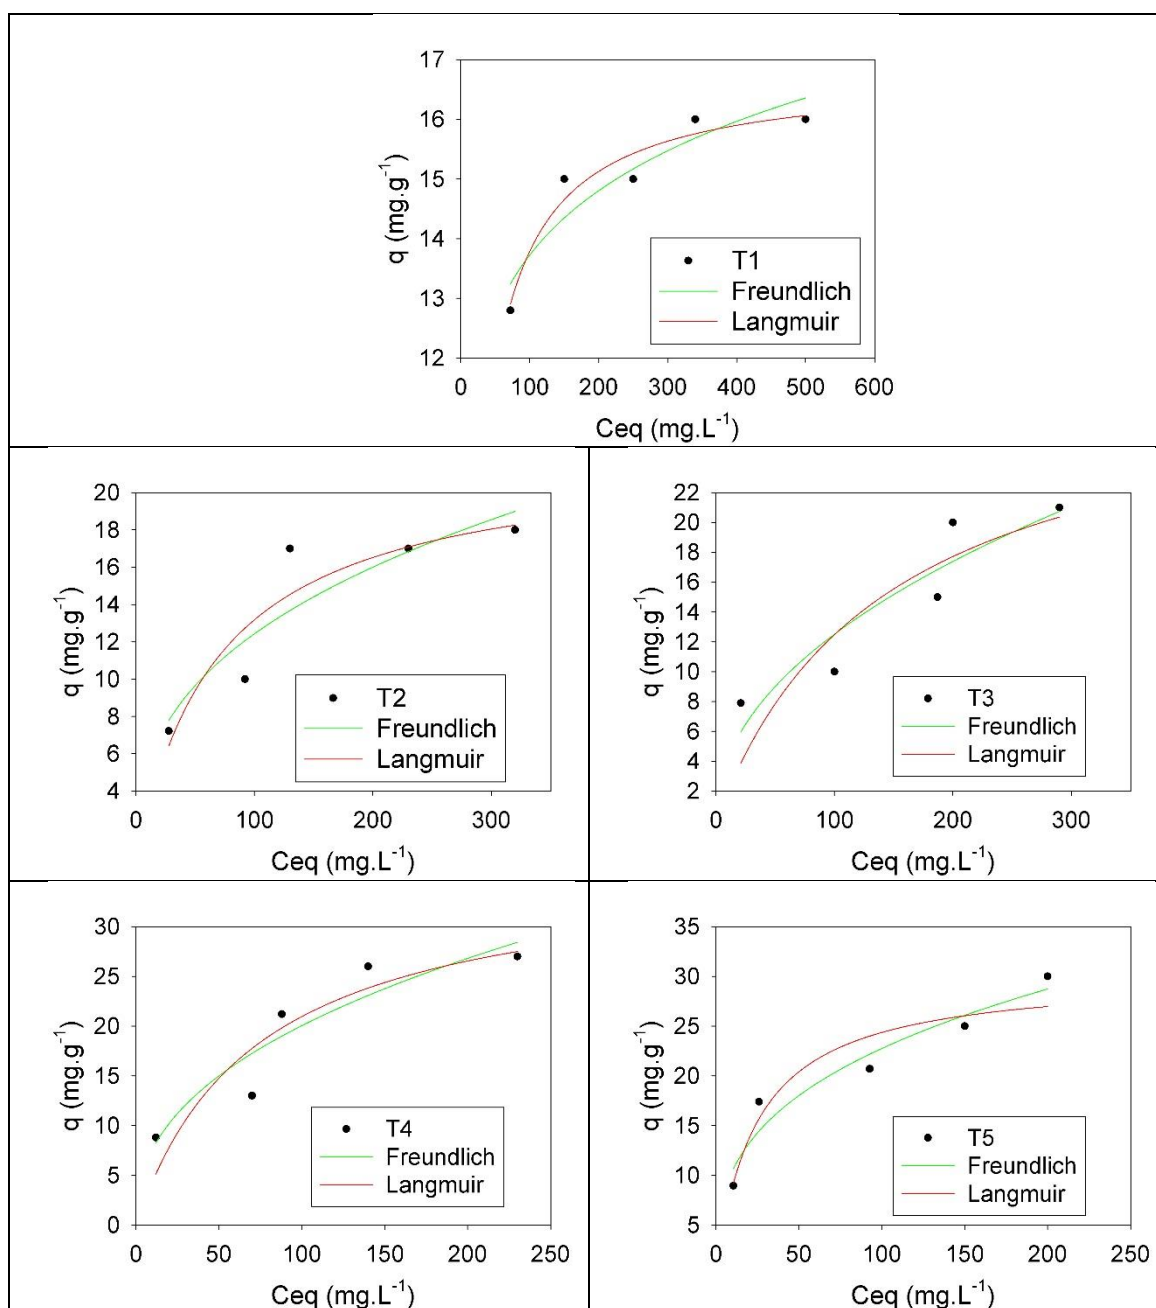 17
16
15
14
13
12
q (mg.g⁻¹)
T1
Freundlich
Langmuir
0 100 200 300 400 500 600
Ceq (mg.L⁻¹)
20
18
16
14
12
10
8
6
4
q (mg.g⁻¹)
T2
Freundlich
Langmuir
0 100 200 300
Ceq (mg.L⁻¹)
22
20
18
16
14
12
10
8
6
4
2
q (mg.g⁻¹)
T3
Freundlich
Langmuir
0 100 200 300
Ceq (mg.L⁻¹)
30
25
20
15
10
5
0
q (mg.g⁻¹)
T4
Freundlich
Langmuir
0 50 100 150 200 250
Ceq (mg.L⁻¹)
35
30
25
20
15
10
5
q (mg.g⁻¹)
T5
Freundlich
Langmuir
0 50 100 150 200 250
Ceq (mg.L⁻¹)